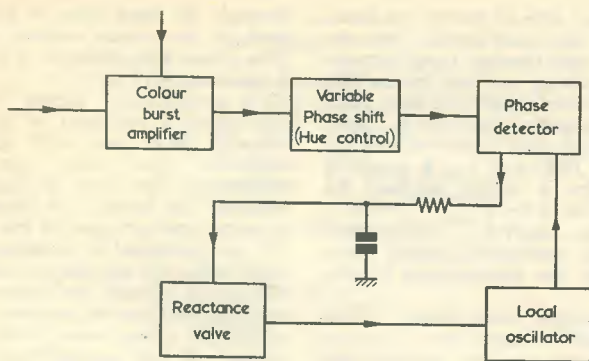 Colour
burst
amplifier
Variable
Phase shift
(Hue control)
Phase
detector
Reactance
valve
Local
oscillator